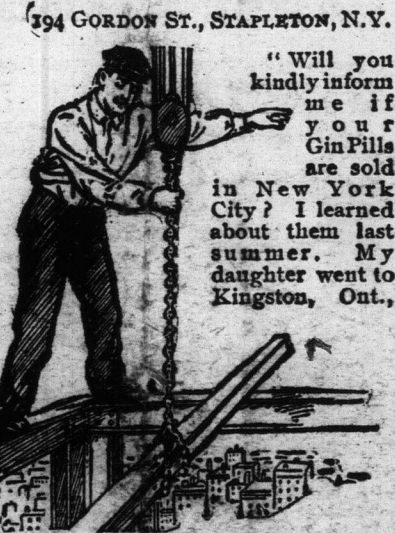 194 GORDON ST., STAPLETON, N.Y.
“Will you
kindly inform
me if
your
Gin Pills
are sold
in New York
City? I learned
about them last
summer. My
daughter went to
Kingston, Ont.,